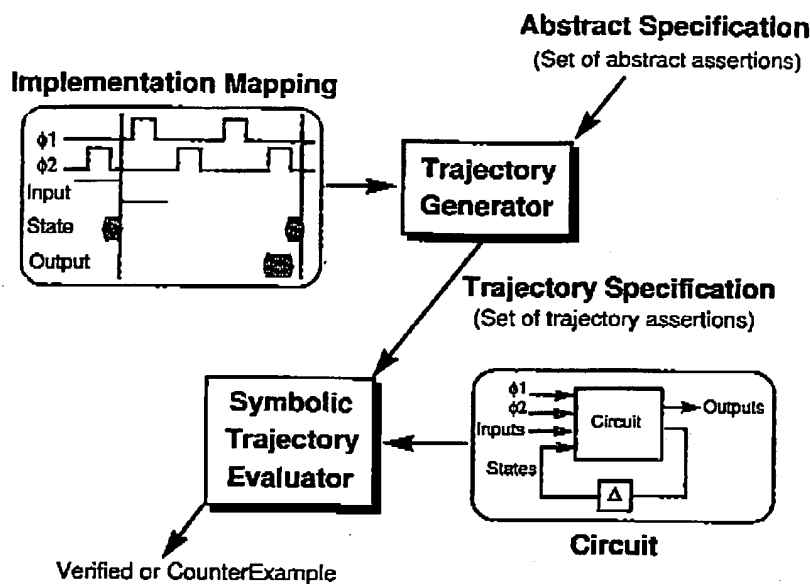 Abstract Specification
(Set of abstract assertions)
Implementation Mapping
ϕ1
ϕ2
Input
State
Output
Trajectory
Generator
Trajectory Specification
(Set of trajectory assertions)
Symbolic
Trajectory
Evaluator
ϕ1
ϕ2
Inputs
States
Circuit
Outputs
Δ
Circuit
Verified or CounterExample